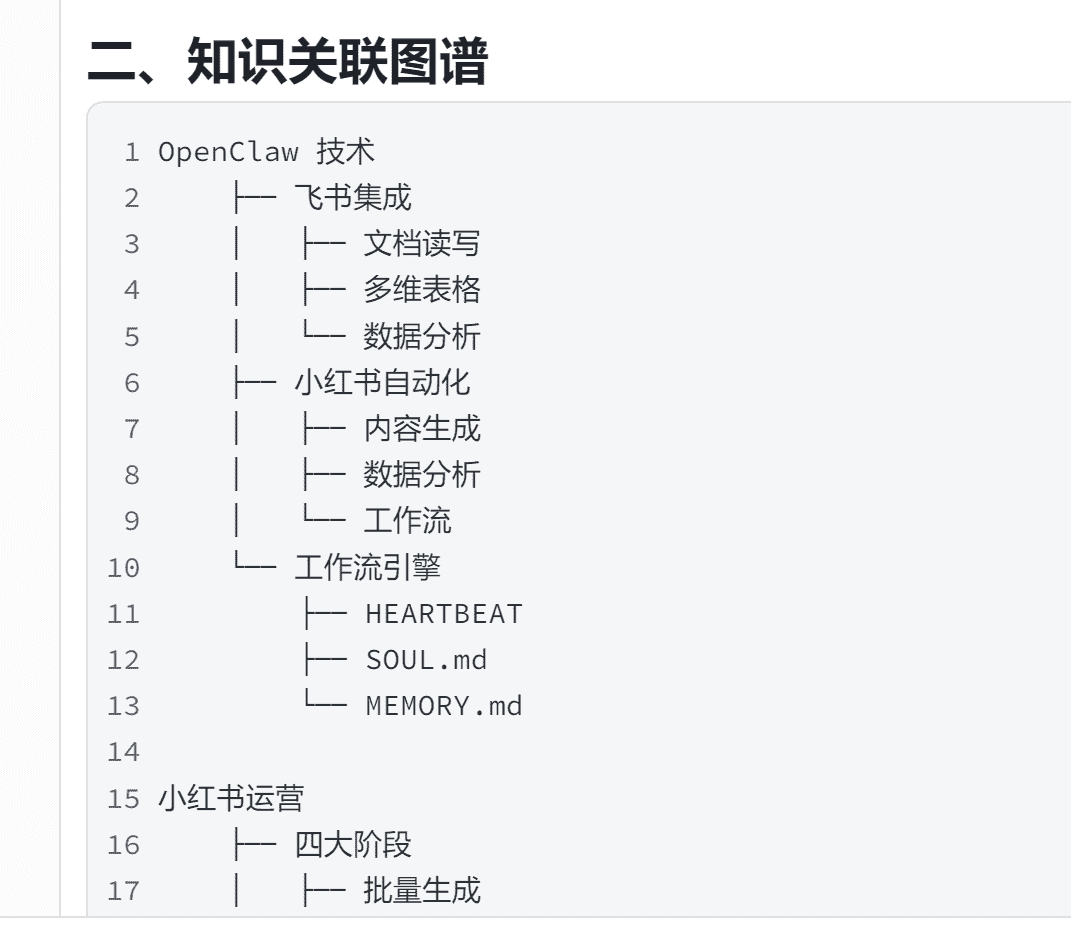 二、知识关联图谱
1 OpenClaw 技术
2 ├── 飞书集成
3 │ ├── 文档读写
4 │ ├── 多维表格
5 │ └── 数据分析
6 ├── 小红书自动化
7 │ ├── 内容生成
8 │ ├── 数据分析
9 │ └── 工作流
10 └── 工作流引擎
11 ├── HEARTBEAT
12 ├── SOUL.md
13 └── MEMORY.md
14
15 小红书运营
16 ├── 四大阶段
17 │ ├── 批量生成